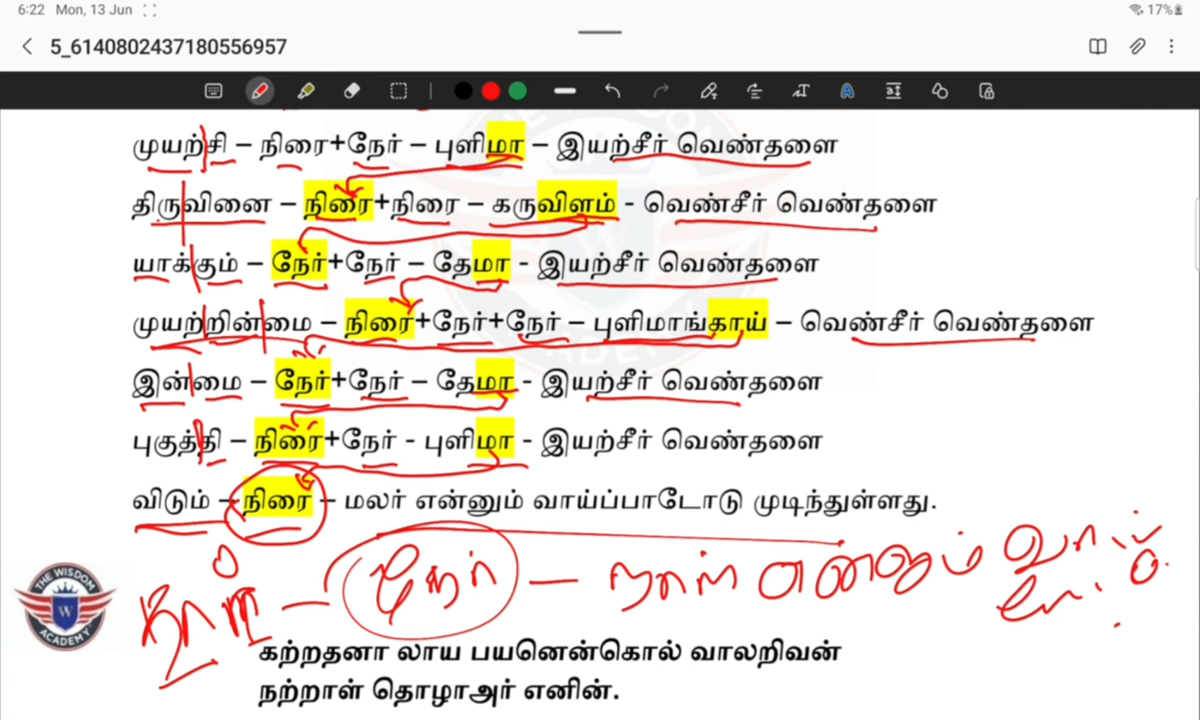 6:22 Mon, 13 Jun 17%
5_6140802437180556957
முயற்சி – நிரை+நேர் – புளிமா – இயற்சீர் வெண்தளை
திருவினை – நிரை+நிரை – கருவிளம் - வெண்சீர் வெண்தளை
யாக்கும் – நேர்+நேர் – தேமா - இயற்சீர் வெண்தளை
முயற்றின்மை – நிரை+நேர்+நேர் – புளிமாங்காய் – வெண்சீர் வெண்தளை
இன்மை – நேர்+நேர் – தேமா - இயற்சீர் வெண்தளை
புகுத்தி – நிரை+நேர் - புளிமா - இயற்சீர் வெண்தளை
விடும் – நிரை – மலர் என்னும் வாய்ப்பாடோடு முடிந்துள்ளது.
நேர் – நாள் என்னும்
THE WISDOM
W
ACADEMY
கற்றதனா லாய பயனென்கொல் வாலறிவன்
நற்றாள் தொழாஅர் எனின்.